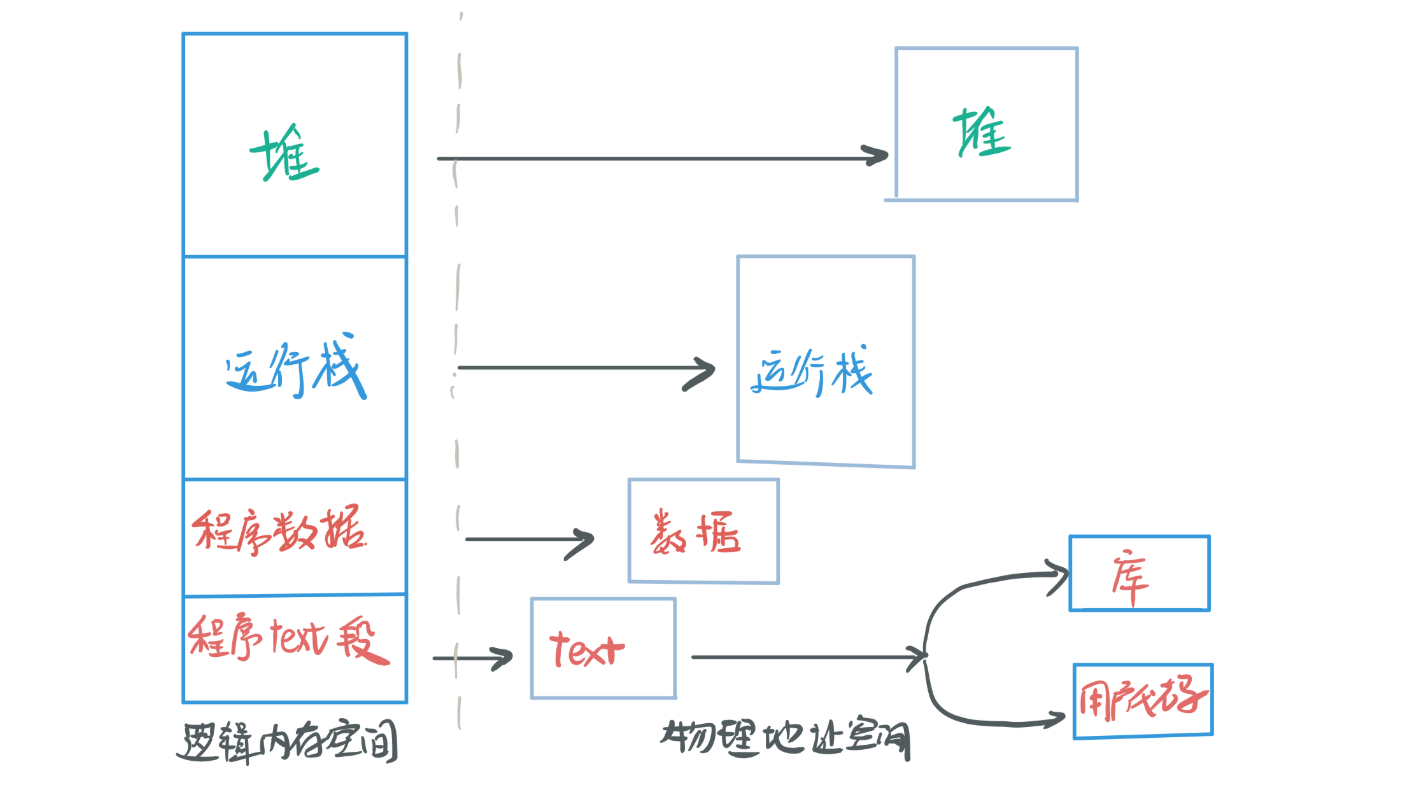 堆
堆
运行栈
运行栈
程序数据
数据
库
程序text段
text
用户代码
逻辑内存空间
物理地址空间